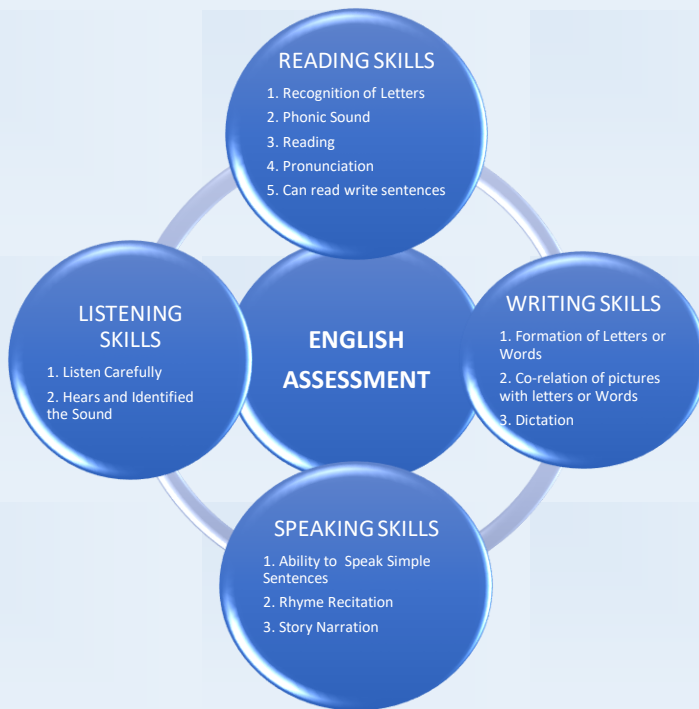 READING SKILLS
1. Recognition of Letters
2. Phonic Sound
3. Reading
4. Pronunciation
5. Can read write sentences
LISTENING
SKILLS
1. Listen Carefully
2. Hears and Identified
the Sound
ENGLISH
ASSESSMENT
WRITING SKILLS
1. Formation of Letters or
Words
2. Co-relation of pictures
with letters or Words
3. Dictation
SPEAKING SKILLS
1. Ability to Speak Simple
Sentences
2. Rhyme Recitation
3. Story Narration